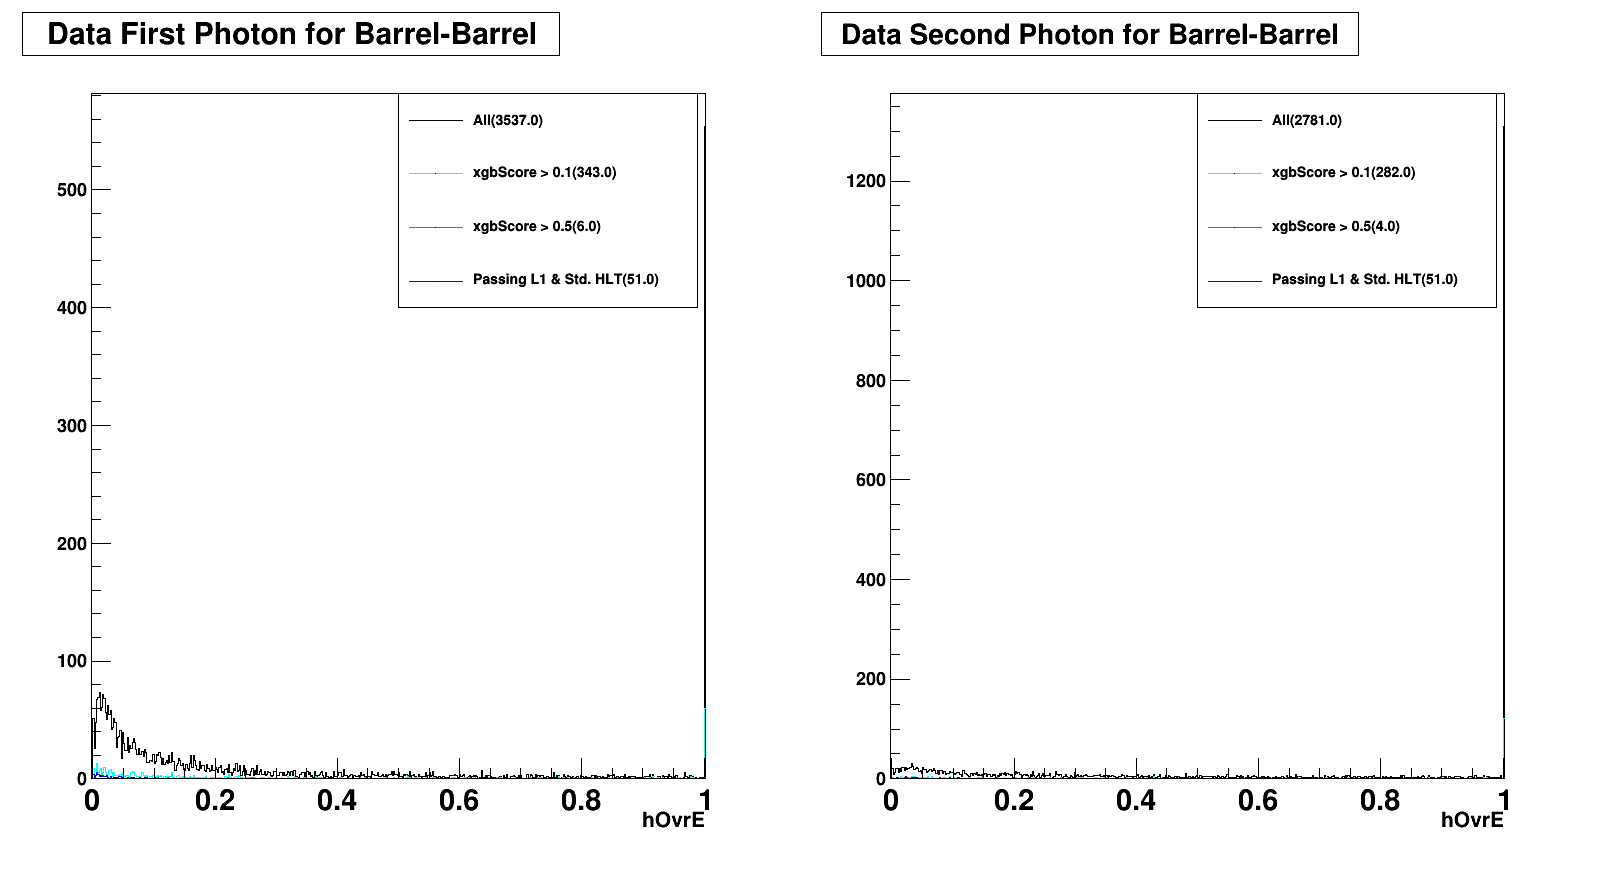 Data First Photon for Barrel-Barrel
All(3537.0)
xgbScore > 0.1(343.0)
xgbScore > 0.5(6.0)
Passing L1 & Std. HLT(51.0)
500
400
300
200
100
0
0 0.2 0.4 0.6 0.8 1
hOvrE
Data Second Photon for Barrel-Barrel
All(2781.0)
xgbScore > 0.1(282.0)
xgbScore > 0.5(4.0)
Passing L1 & Std. HLT(51.0)
1200
1000
800
600
400
200
0
0 0.2 0.4 0.6 0.8 1
hOvrE